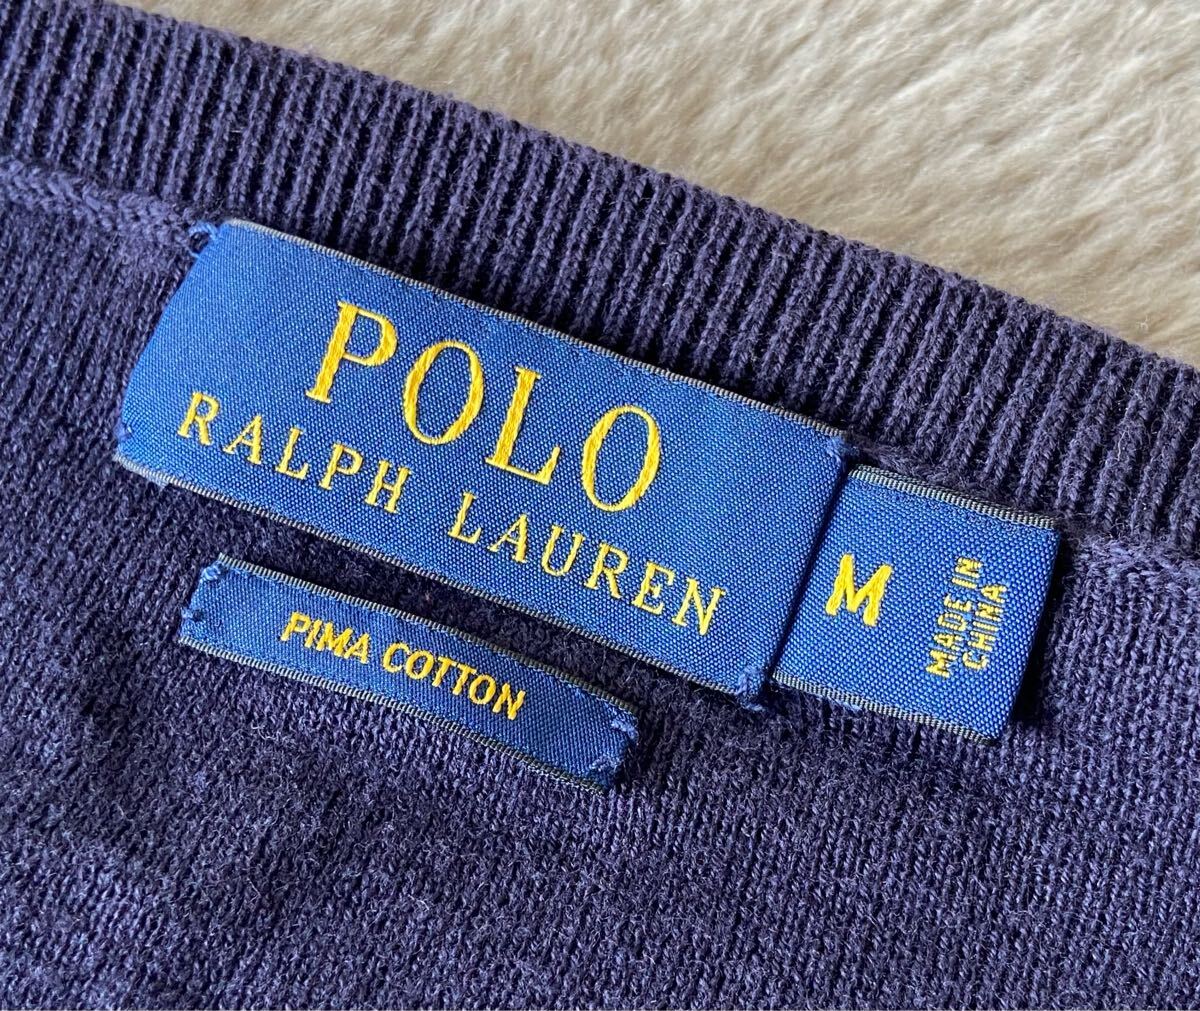 POLO
RALPH LAUREN
M
MADE IN
CHINA
PIMA COTTON